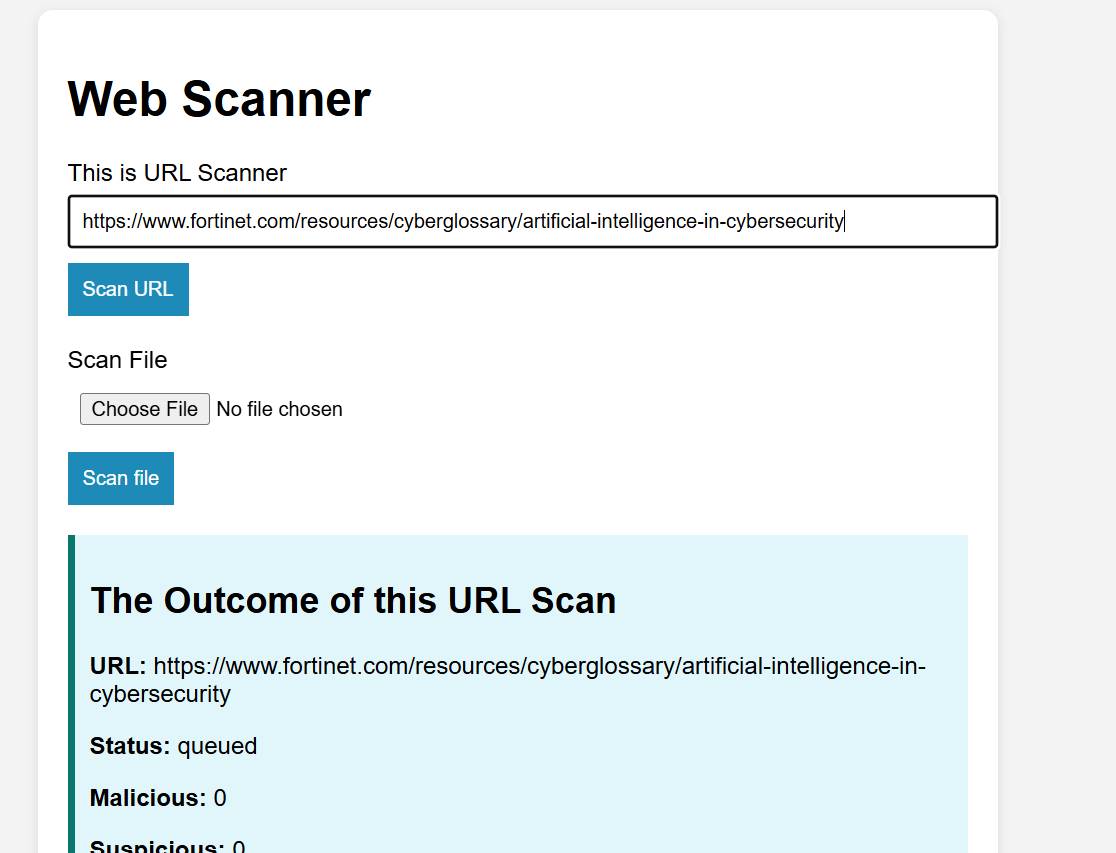 Web Scanner
This is URL Scanner
https://www.fortinet.com/resources/cyberglossary/artificial-intelligence-in-cybersecurity
Scan URL
Scan File
Choose File No file chosen
Scan file
The Outcome of this URL Scan
URL: https://www.fortinet.com/resources/cyberglossary/artificial-intelligence-in-
cybersecurity
Status: queued
Malicious: 0
Suspicious: 0